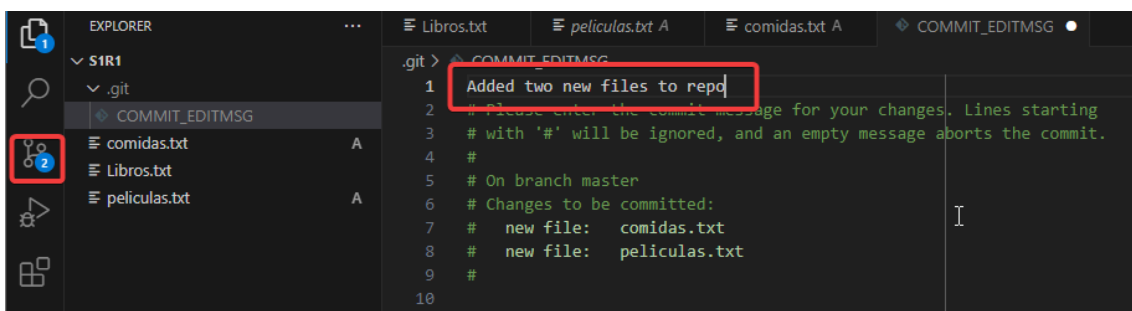 EXPLORER ...
S1R1
.git
COMMIT_EDITMSG
comidas.txt A
Libros.txt
peliculas.txt A
1
2
Libros.txt peliculas.txt A comidas.txt A COMMIT_EDITMSG
.git > COMMIT_EDITMSG
1 Added two new files to repo
2 # Please enter the commit message for your changes. Lines starting
3 # with '#' will be ignored, and an empty message aborts the commit.
4 #
5 # On branch master
6 # Changes to be committed:
7 # new file: comidas.txt
8 # new file: peliculas.txt
9 #
10